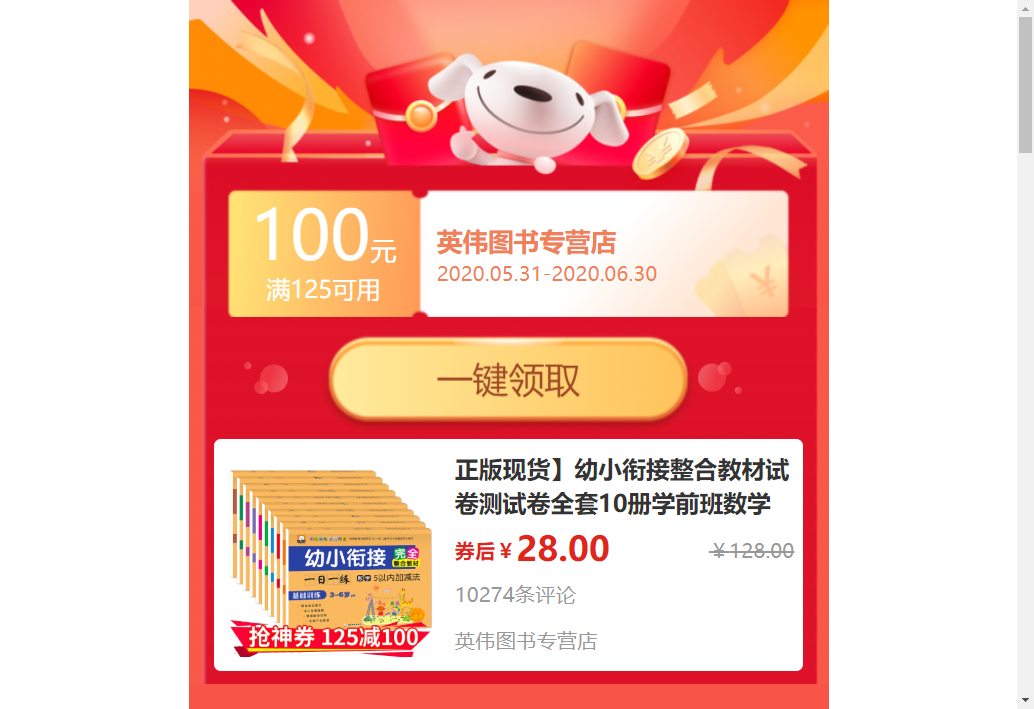 100元
满125可用
英伟图书专营店
2020.05.31-2020.06.30
一键领取
正版现货】幼小衔接整合教材试
卷测试卷全套10册学前班数学
券后￥28.00
￥128.00
10274条评论
英伟图书专营店
幼小衔接
完全
整合教材
一日一练
数学
5以内加减法
基础训练
3-6岁
抢神券 125减100